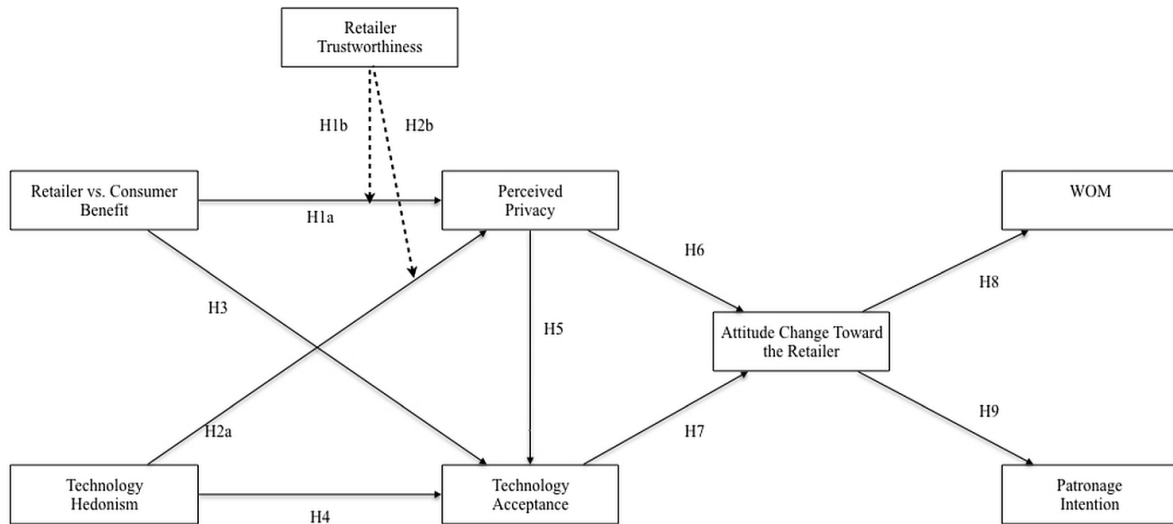 Retailer
Trustworthiness
H1b
H2b
Retailer vs. Consumer
Benefit
H1a
Perceived
Privacy
WOM
H3
H6
H8
H5
Attitude Change Toward
the Retailer
H2a
H7
H9
Technology
Hedonism
H4
Technology
Acceptance
Patronage
Intention